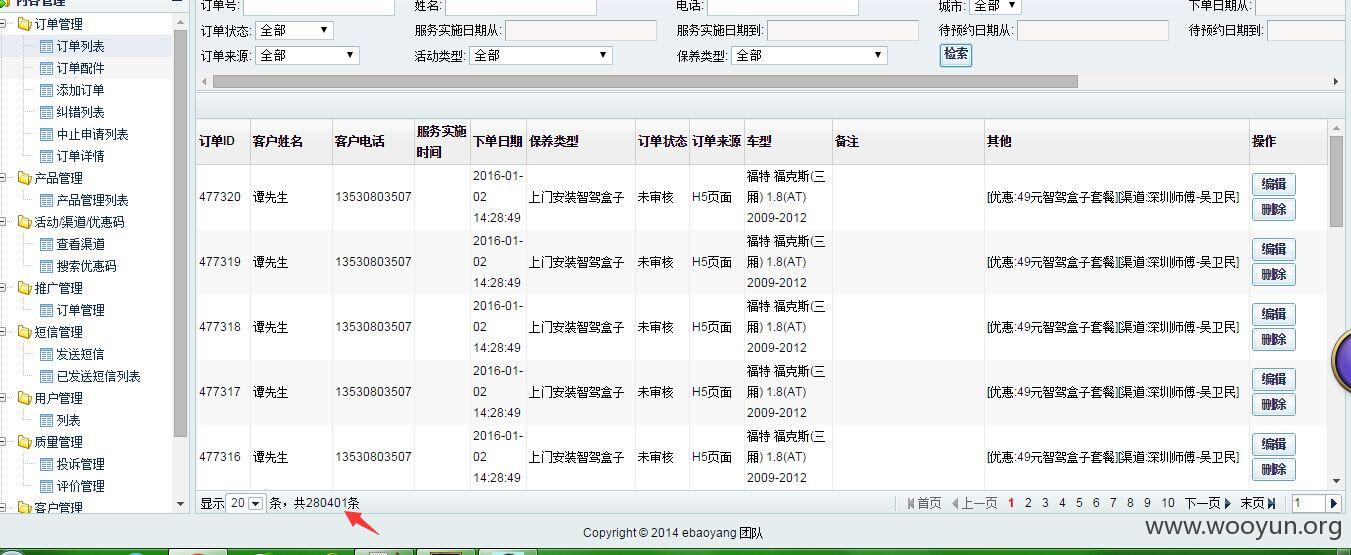 内容管理
订单管理
订单列表
订单配件
添加订单
纠错列表
中止申请列表
订单详情
产品管理
产品管理列表
活动/渠道/优惠码
查看渠道
搜索优惠码
推广管理
订单管理
短信管理
发送短信
已发送短信列表
用户管理
列表
质量管理
投诉管理
评价管理
客户管理
订单号: 姓名: 电话: 城市: 全部 下单日期从:
订单状态: 全部 服务实施日期从: 服务实施日期到: 待预约日期从: 待预约日期到:
订单来源: 全部 活动类型: 全部 保养类型: 全部 检索
订单ID 客户姓名 客户电话 服务实施时间 下单日期 保养类型 订单状态 订单来源 车型 备注 其他 操作
477320 谭先生 13530803507 2016-01-02 14:28:49 上门安装智驾盒子 未审核 H5页面 福特 福克斯(三厢) 1.8(AT) 2009-2012 [优惠:49元智驾盒子套餐][渠道:深圳师傅-吴卫民] 编辑 删除
477319 谭先生 13530803507 2016-01-02 14:28:49 上门安装智驾盒子 未审核 H5页面 福特 福克斯(三厢) 1.8(AT) 2009-2012 [优惠:49元智驾盒子套餐][渠道:深圳师傅-吴卫民] 编辑 删除
477318 谭先生 13530803507 2016-01-02 14:28:49 上门安装智驾盒子 未审核 H5页面 福特 福克斯(三厢) 1.8(AT) 2009-2012 [优惠:49元智驾盒子套餐][渠道:深圳师傅-吴卫民] 编辑 删除
477317 谭先生 13530803507 2016-01-02 14:28:49 上门安装智驾盒子 未审核 H5页面 福特 福克斯(三厢) 1.8(AT) 2009-2012 [优惠:49元智驾盒子套餐][渠道:深圳师傅-吴卫民] 编辑 删除
477316 谭先生 13530803507 2016-01-02 14:28:49 上门安装智驾盒子 未审核 H5页面 福特 福克斯(三厢) 1.8(AT) 2009-2012 [优惠:49元智驾盒子套餐][渠道:深圳师傅-吴卫民] 编辑 删除
显示 20 条，共280401条 首页 上一页 1 2 3 4 5 6 7 8 9 10 下一页 末页 1
Copyright © 2014 ebaoyang 团队
www.wooyun.org